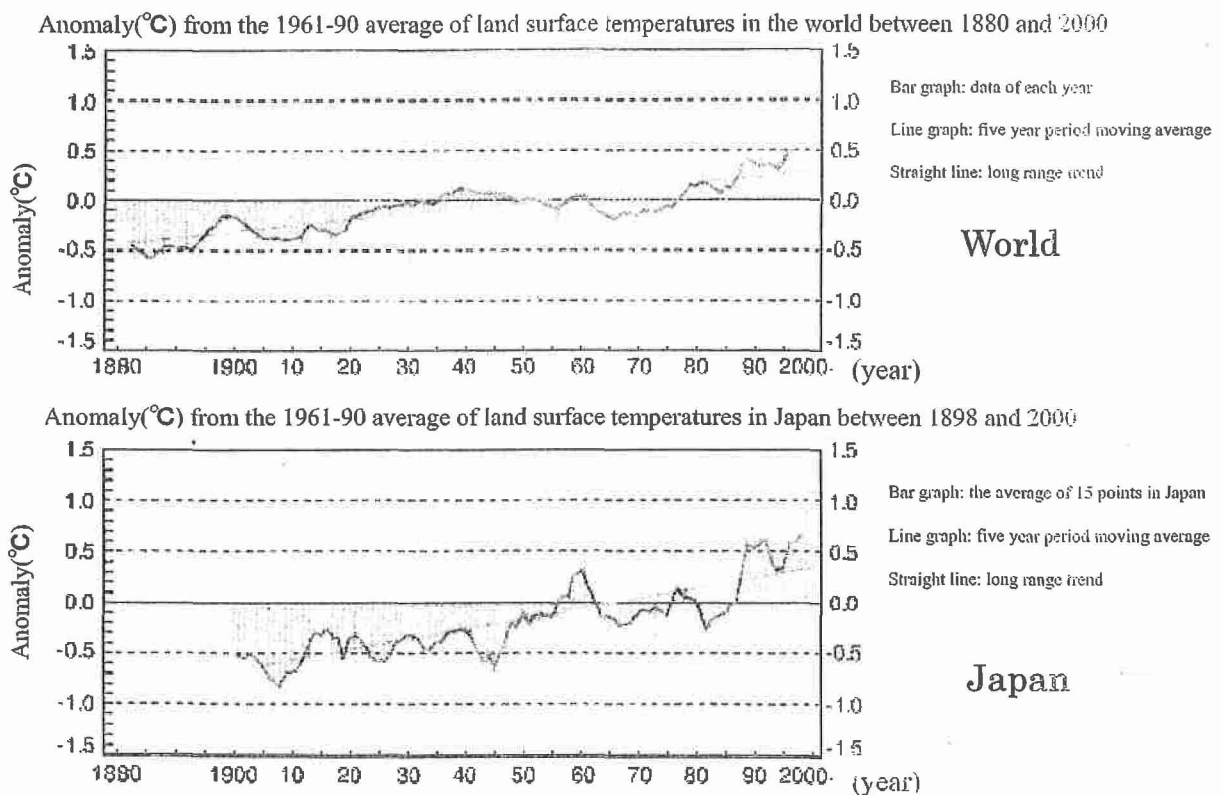 Anomaly(℃) from the 1961-90 average of land surface temperatures in the world between 1880 and 2000
1.5 1.5
1.0 1.0
0.5 0.5
0.0 0.0
-0.5 -0.5
-1.0 -1.0
-1.5 -1.5
Anomaly(℃)
1880 1900 10 20 30 40 50 60 70 80 90 2000 (year)
Bar graph: data of each year
Line graph: five year period moving average
Straight line: long range trend
World
Anomaly(℃) from the 1961-90 average of land surface temperatures in Japan between 1898 and 2000
1.5 1.5
1.0 1.0
0.5 0.5
0.0 0.0
-0.5 -0.5
-1.0 -1.0
-1.5 -1.5
Anomaly(℃)
1880 1900 10 20 30 40 50 60 70 80 90 2000 (year)
Bar graph: the average of 15 points in Japan
Line graph: five year period moving average
Straight line: long range trend
Japan